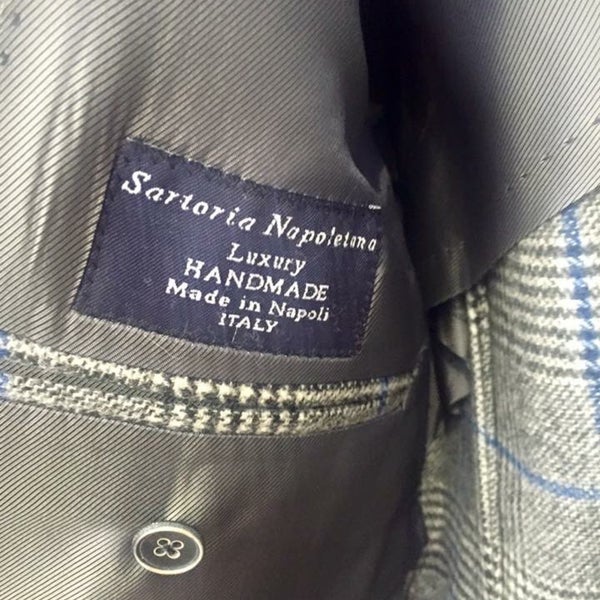 Sartoria Napoletana
Luxury
HANDMADE
Made in Napoli
ITALY